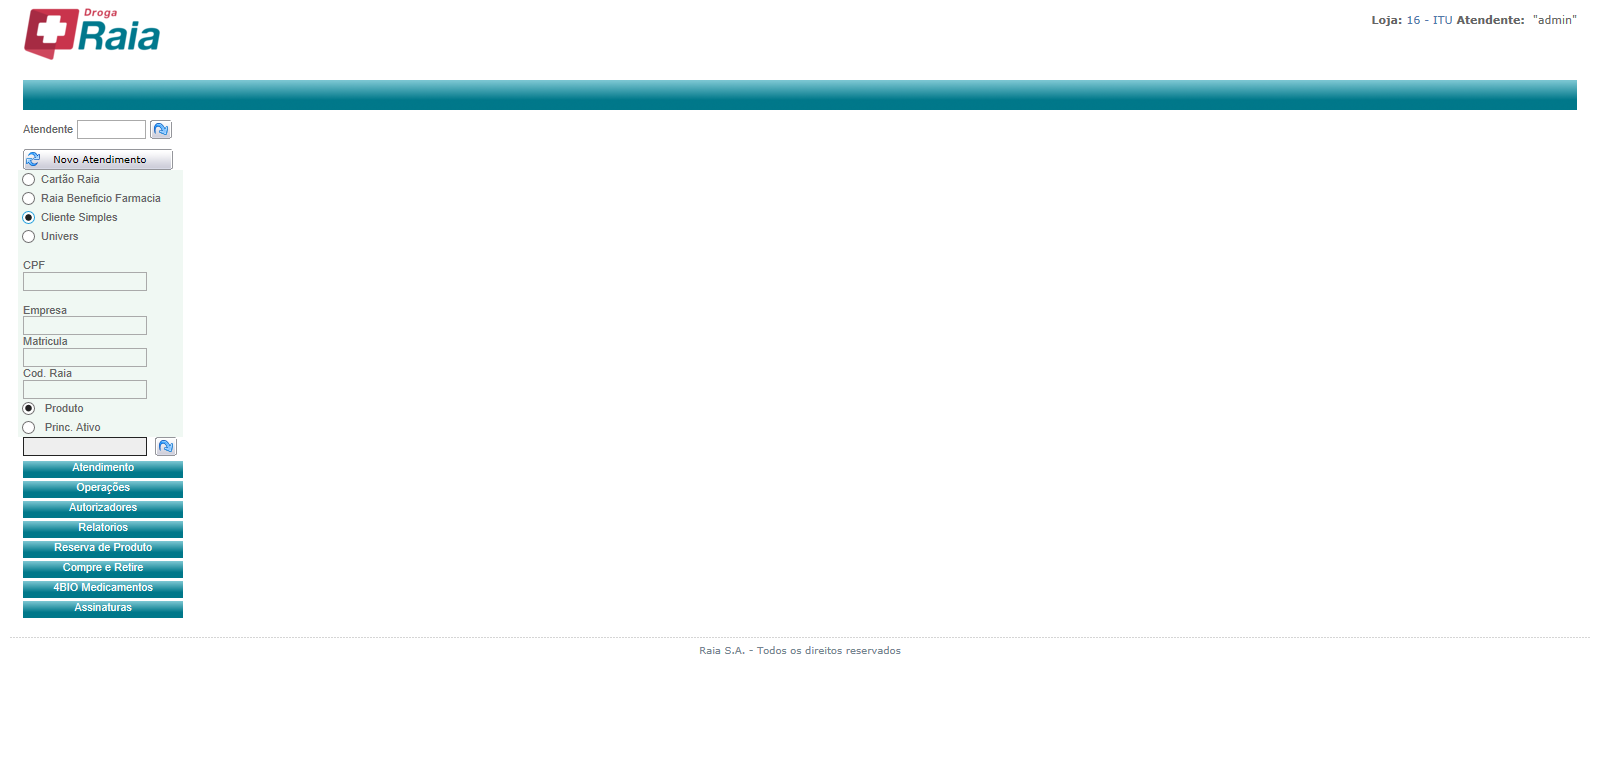 Droga
Raia
Loja: 16 - ITU Atendente: "admin"
Atendente
Novo Atendimento
Cartão Raia
Raia Beneficio Farmacia
Cliente Simples
Univers
CPF
Empresa
Matricula
Cod. Raia
Produto
Princ. Ativo
Atendimento
Operações
Autorizadores
Relatorios
Reserva de Produto
Compre e Retire
4BIO Medicamentos
Assinaturas
Raia S.A. - Todos os direitos reservados